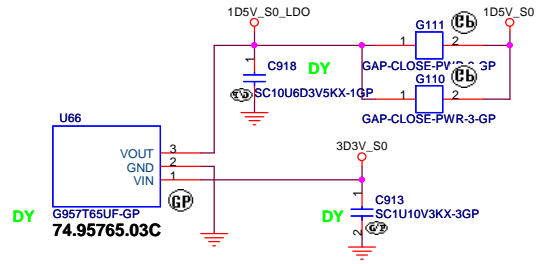 1D5V_S0_LDO
1D5V_S0
G111
1
2
GAP-CLOSE-PWR-3-GP
G110
1
2
GAP-CLOSE-PWR-3-GP
1
C918
DY
SC10U6D3V5KX-1GP
U66
VOUT
3
GND
2
VIN
1
GP
DY
G957T65UF-GP
74.95765.03C
3D3V_S0
1
C913
DY
SC1U10V3KX-3GP
2